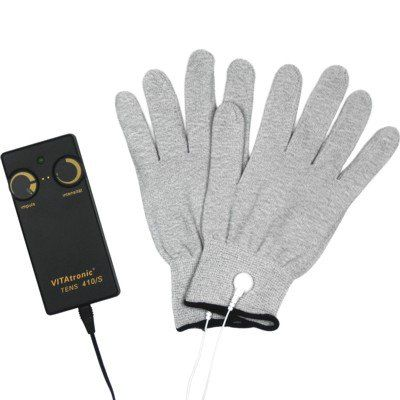 impuls
intensität
VITAtronic®
TENS 410/S